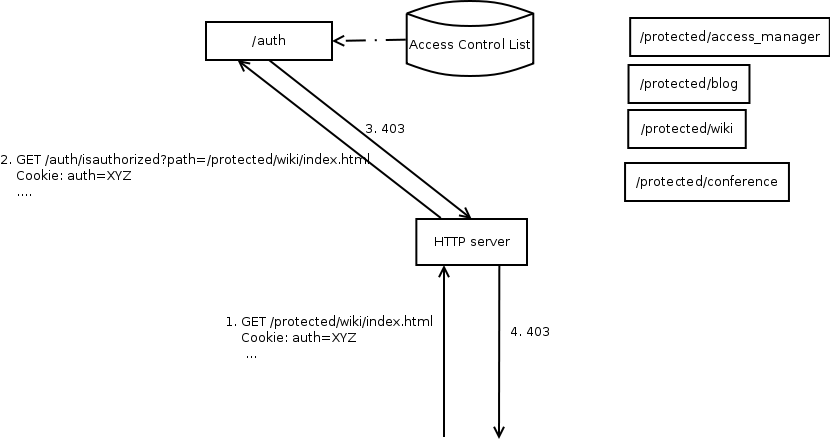 /auth
Access Control List
/protected/access_manager
/protected/blog
/protected/wiki
/protected/conference
3. 403
2. GET /auth/isauthorized?path=/protected/wiki/index.html
Cookie: auth=XYZ
....
HTTP server
1. GET /protected/wiki/index.html
Cookie: auth=XYZ
...
4. 403